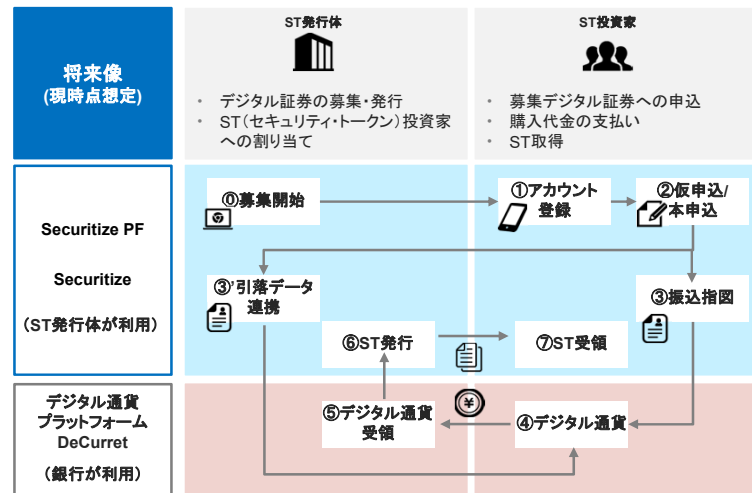 将来像
(現時点想定)
ST発行体
・ デジタル証券の募集・発行
・ ST(セキュリティ・トークン)投資家
への割り当て
ST投資家
・ 募集デジタル証券への申込
・ 購入代金の支払い
・ ST取得
Securitize PF
Securitize
(ST発行体が利用)
⓪募集開始
①アカウント
登録
②仮申込/
本申込
③’引落データ
連携
③振込指図
⑥ST発行
⑦ST受領
デジタル通貨
プラットフォーム
DeCurret
(銀行が利用)
⑤デジタル通貨
受領
¥
④デジタル通貨